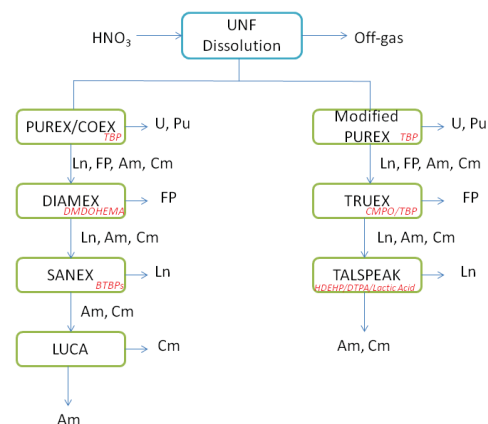 UNF
HNO₃
Dissolution
Off-gas
PUREX/COEX
TBP
U, Pu
Modified
PUREX
TBP
U, Pu
Ln, FP, Am, Cm
Ln, FP, Am, Cm
DIAMEX
DMDOHEMA
FP
TRUEX
CMPO/TBP
FP
Ln, Am, Cm
Ln, Am, Cm
SANEX
BTBPs
Ln
TALSPEAK
HDEHP/DTPA/Lactic Acid
Ln
Am, Cm
LUCA
Cm
Am, Cm
Am